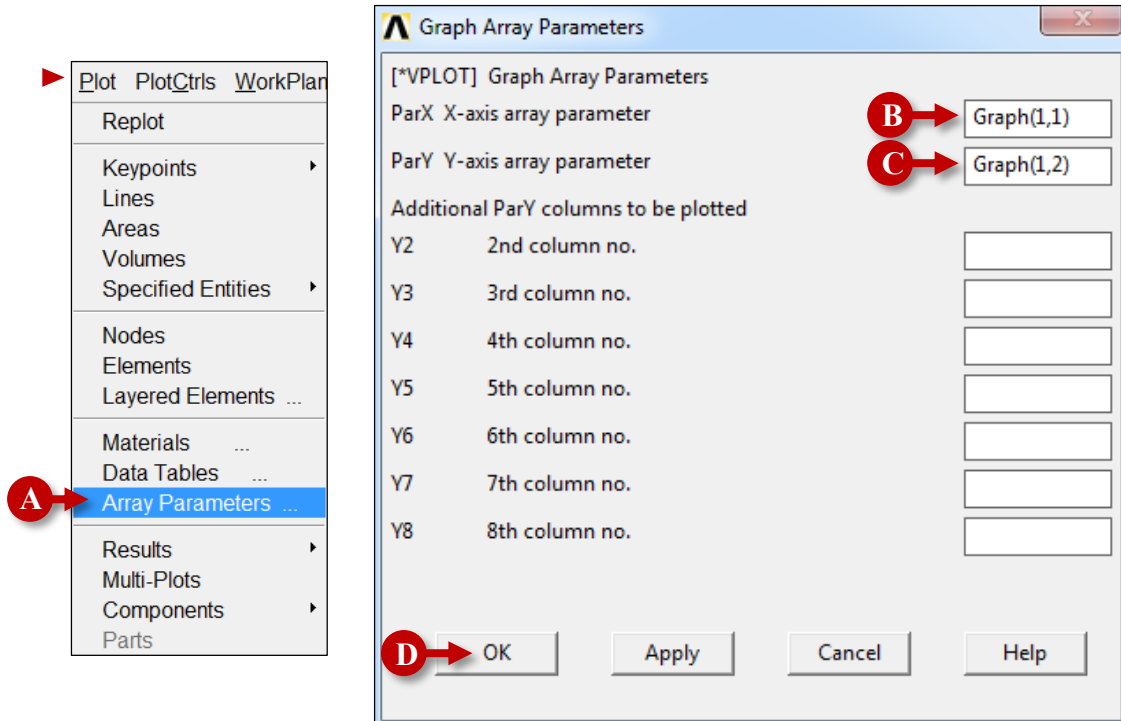 Plot PlotCtrls WorkPlan
Replot
Keypoints
Lines
Areas
Volumes
Specified Entities
Nodes
Elements
Layered Elements ...
Materials ...
Data Tables ...
A Array Parameters ...
Results
Multi-Plots
Components
Parts
Graph Array Parameters
[*VPLOT] Graph Array Parameters
ParX X-axis array parameter B Graph(1,1)
ParY Y-axis array parameter C Graph(1,2)
Additional ParY columns to be plotted
Y2 2nd column no.
Y3 3rd column no.
Y4 4th column no.
Y5 5th column no.
Y6 6th column no.
Y7 7th column no.
Y8 8th column no.
D OK Apply Cancel Help